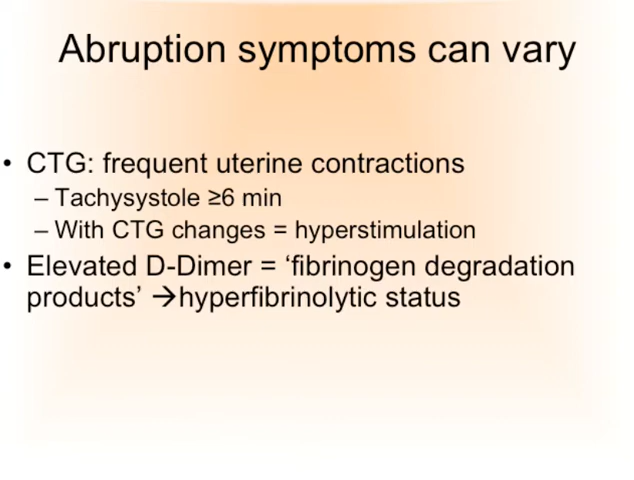 Abruption symptoms can vary
• CTG: frequent uterine contractions
– Tachysystole ≥6 min
– With CTG changes = hyperstimulation
• Elevated D-Dimer = ‘fibrinogen degradation
products’ →hyperfibrinolytic status